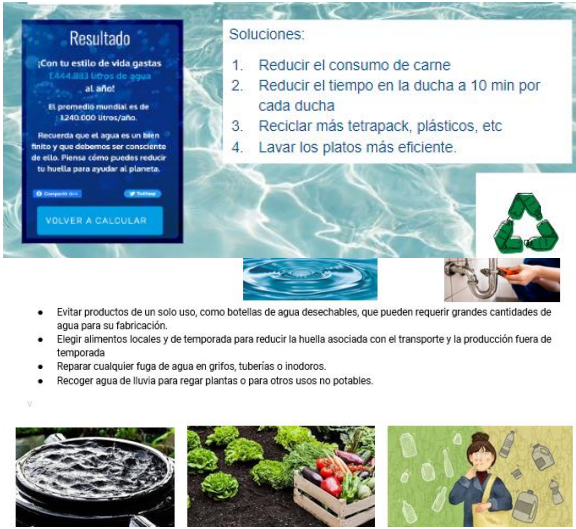 Resultado
¡Con tu estilo de vida gastas
1.444.883 litros de agua
al año!
El promedio mundial es de
1.240.000 litros/año.
Recuerda que el agua es un bien
finito y que debemos ser consciente
de ello. Piensa cómo puedes reducir
tu huella para ayudar al planeta.
Compartir
Twittear
VOLVER A CALCULAR
Soluciones:
1. Reducir el consumo de carne
2. Reducir el tiempo en la ducha a 10 min por
cada ducha
3. Reciclar más tetrapack, plásticos, etc
4. Lavar los platos más eficiente.
● Evitar productos de un solo uso, como botellas de agua desechables, que pueden requerir grandes cantidades de
agua para su fabricación.
● Elegir alimentos locales y de temporada para reducir la huella asociada con el transporte y la producción fuera de
temporada
● Reparar cualquier fuga de agua en grifos, tuberías o inodoros.
● Recoger agua de lluvia para regar plantas o para otros usos no potables.
v